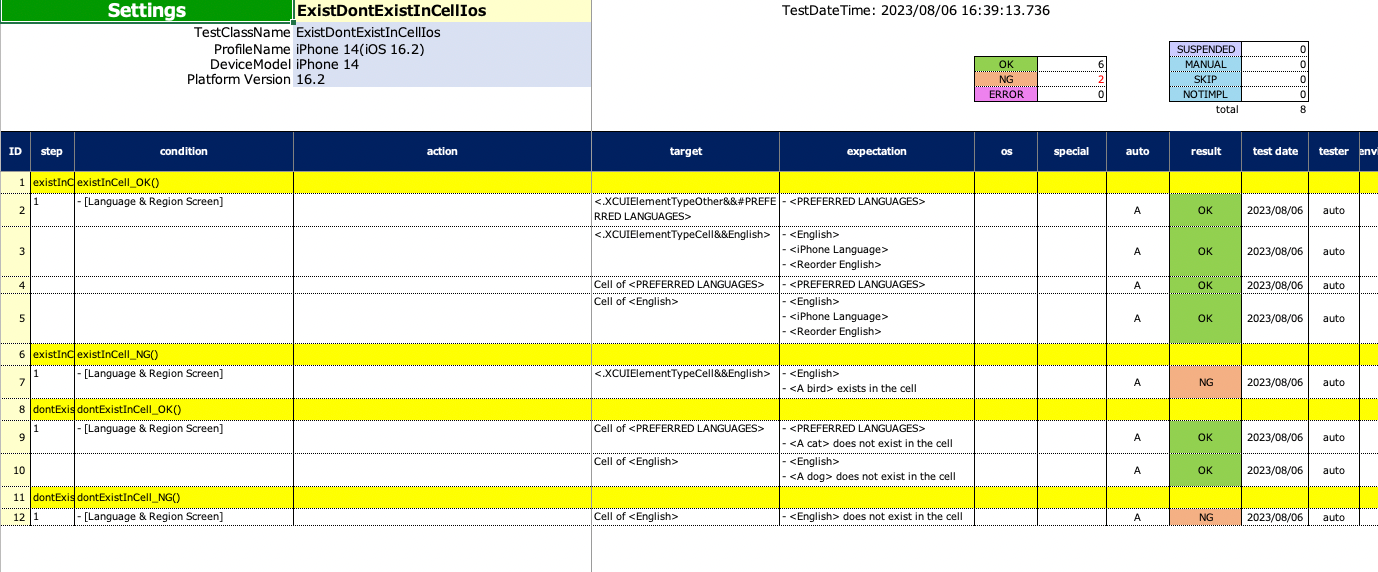 Settings ExistDontExistInCellIos TestDateTime: 2023/08/06 16:39:13.736
TestClassName ExistDontExistInCellIos
ProfileName iPhone 14(iOS 16.2) SUSPENDED 0
DeviceModel iPhone 14 OK 6 MANUAL 0
Platform Version 16.2 NG 2 SKIP 0
ERROR 0 NOTIMPL 0
total 8
ID step condition action target expectation os special auto result test date tester envi
1 existInC existInCell_OK()
2 1 - [Language & Region Screen] <.XCUIElementTypeOther&&#PREFE - <PREFERRED LANGUAGES> A OK 2023/08/06 auto
RRED LANGUAGES>
3 <.XCUIElementTypeCell&&English> - <English> A OK 2023/08/06 auto
- <iPhone Language>
- <Reorder English>
4 Cell of <PREFERRED LANGUAGES> - <PREFERRED LANGUAGES> A OK 2023/08/06 auto
5 Cell of <English> - <English> A OK 2023/08/06 auto
- <iPhone Language>
- <Reorder English>
6 existInC existInCell_NG()
7 1 - [Language & Region Screen] <.XCUIElementTypeCell&&English> - <English> A NG 2023/08/06 auto
- <A bird> exists in the cell
8 dontExis dontExistInCell_OK()
9 1 - [Language & Region Screen] Cell of <PREFERRED LANGUAGES> - <PREFERRED LANGUAGES> A OK 2023/08/06 auto
- <A cat> does not exist in the cell
10 Cell of <English> - <English> A OK 2023/08/06 auto
- <A dog> does not exist in the cell
11 dontExis dontExistInCell_NG()
12 1 - [Language & Region Screen] Cell of <English> - <English> does not exist in the cell A NG 2023/08/06 auto